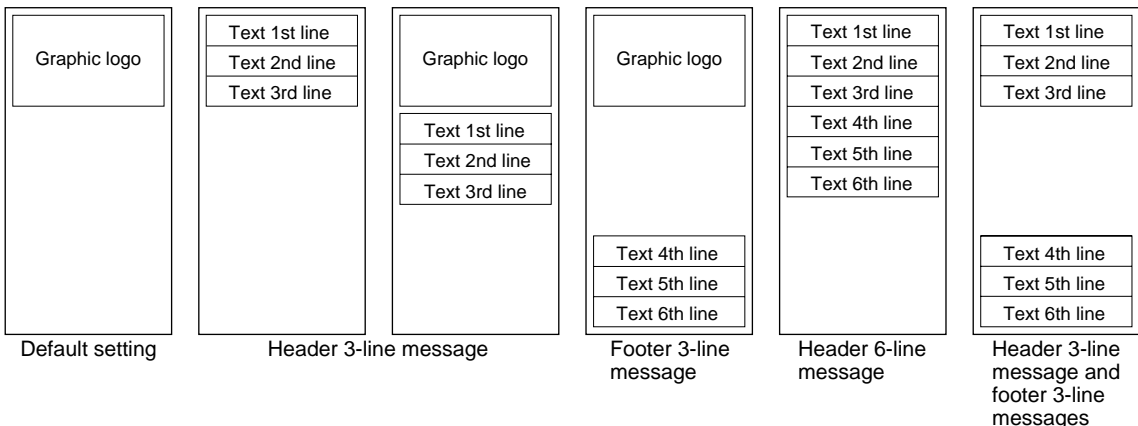 Graphic logo
Default setting
Text 1st line
Text 2nd line
Text 3rd line
Graphic logo
Text 1st line
Text 2nd line
Text 3rd line
Header 3-line message
Graphic logo
Text 4th line
Text 5th line
Text 6th line
Footer 3-line
message
Text 1st line
Text 2nd line
Text 3rd line
Text 4th line
Text 5th line
Text 6th line
Header 6-line
message
Text 1st line
Text 2nd line
Text 3rd line
Text 4th line
Text 5th line
Text 6th line
Header 3-line
message and
footer 3-line
messages